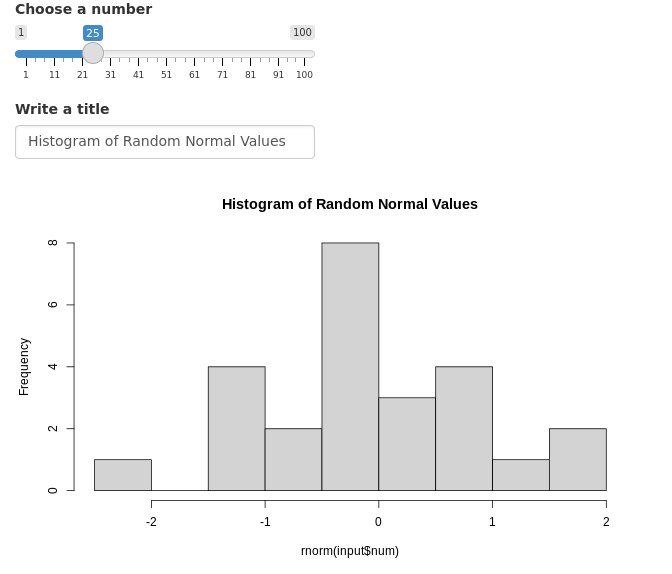 Choose a number
1 25 100
1 11 21 31 41 51 61 71 81 91 100
Write a title
Histogram of Random Normal Values
Histogram of Random Normal Values
8
6
4
2
0
Frequency
-2 -1 0 1 2
rnorm(input$num)